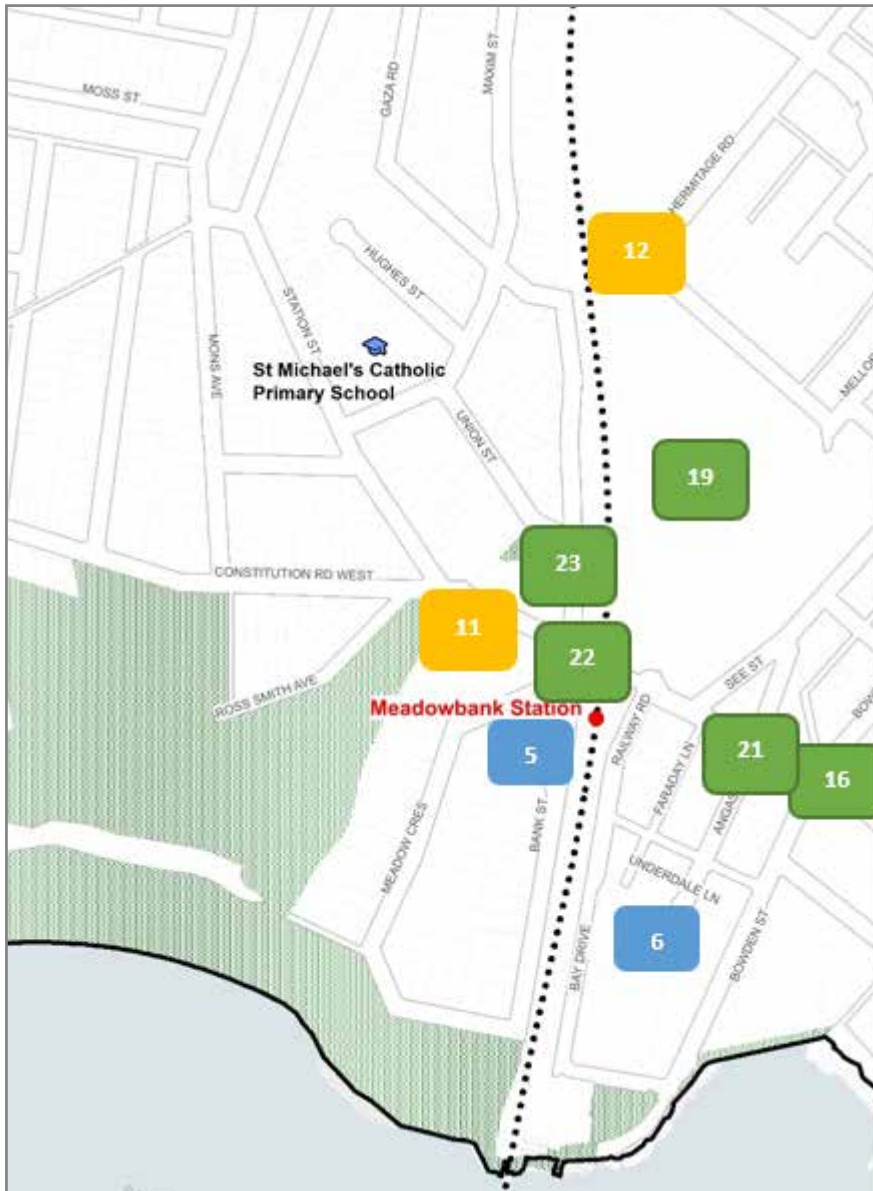 MOSS ST
GAZA RD
MAXIM ST
HERMITAGE RD
12
HUGHES ST
STATION ST
MONS AVE
St Michael's Catholic
Primary School
UNION ST
19
23
CONSTITUTION RD WEST
11
22
SEE ST
ROSS SMITH AVE
Meadowbank Station
RAILWAY RD
5
21
16
FARADAY LN
BANK ST
MEADOW CRES
UNDERDALE LN
6
BAY DRIVE
BOWDEN ST